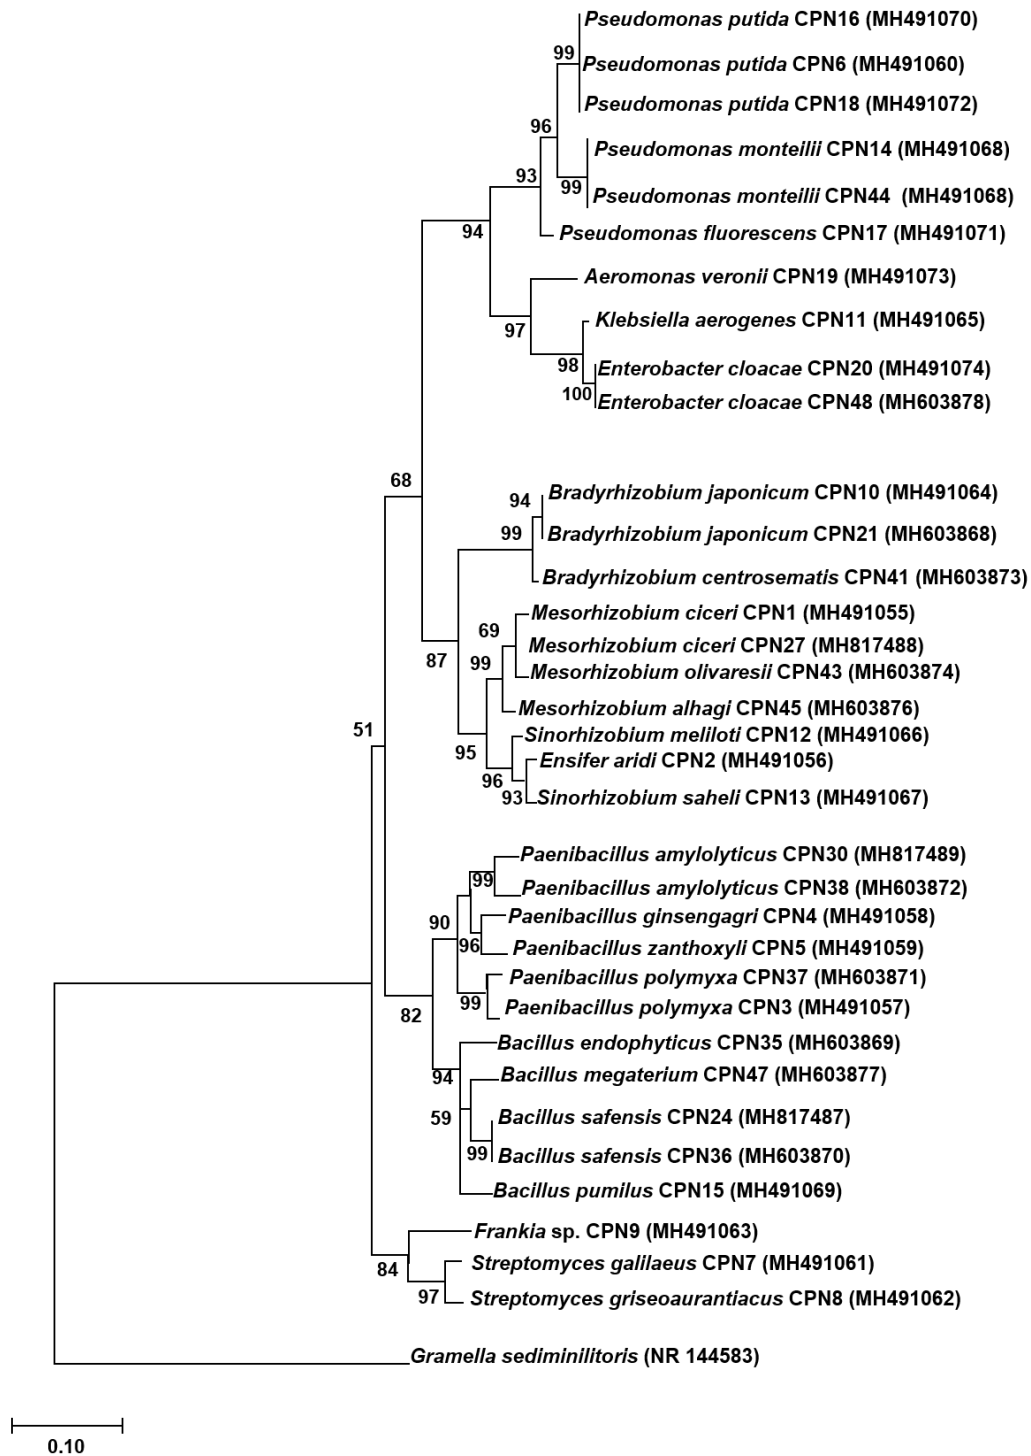 Pseudomonas putida CPN16 (MH491070)
99
Pseudomonas putida CPN6 (MH491060)
Pseudomonas putida CPN18 (MH491072)
96
Pseudomonas monteilii CPN14 (MH491068)
93
99
Pseudomonas monteilii CPN44 (MH491068)
94
Pseudomonas fluorescens CPN17 (MH491071)
Aeromonas veronii CPN19 (MH491073)
97
Klebsiella aerogenes CPN11 (MH491065)
98
Enterobacter cloacae CPN20 (MH491074)
100
Enterobacter cloacae CPN48 (MH603878)
68
94
Bradyrhizobium japonicum CPN10 (MH491064)
99
Bradyrhizobium japonicum CPN21 (MH603868)
Bradyrhizobium centrosematis CPN41 (MH603873)
Mesorhizobium ciceri CPN1 (MH491055)
69
Mesorhizobium ciceri CPN27 (MH817488)
87
99
Mesorhizobium olivaresii CPN43 (MH603874)
Mesorhizobium alhagi CPN45 (MH603876)
51
Sinorhizobium meliloti CPN12 (MH491066)
95
Ensifer aridi CPN2 (MH491056)
96
93
Sinorhizobium saheli CPN13 (MH491067)
Paenibacillus amylolyticus CPN30 (MH817489)
99
Paenibacillus amylolyticus CPN38 (MH603872)
90
Paenibacillus ginsengagri CPN4 (MH491058)
96
Paenibacillus zanthoxyli CPN5 (MH491059)
Paenibacillus polymyxa CPN37 (MH603871)
99
Paenibacillus polymyxa CPN3 (MH491057)
82
Bacillus endophyticus CPN35 (MH603869)
94
Bacillus megaterium CPN47 (MH603877)
59
Bacillus safensis CPN24 (MH817487)
99
Bacillus safensis CPN36 (MH603870)
Bacillus pumilus CPN15 (MH491069)
Frankia sp. CPN9 (MH491063)
84
Streptomyces galilaeus CPN7 (MH491061)
97
Streptomyces griseoaurantiacus CPN8 (MH491062)
Gramella sediminilitoris (NR 144583)
0.10